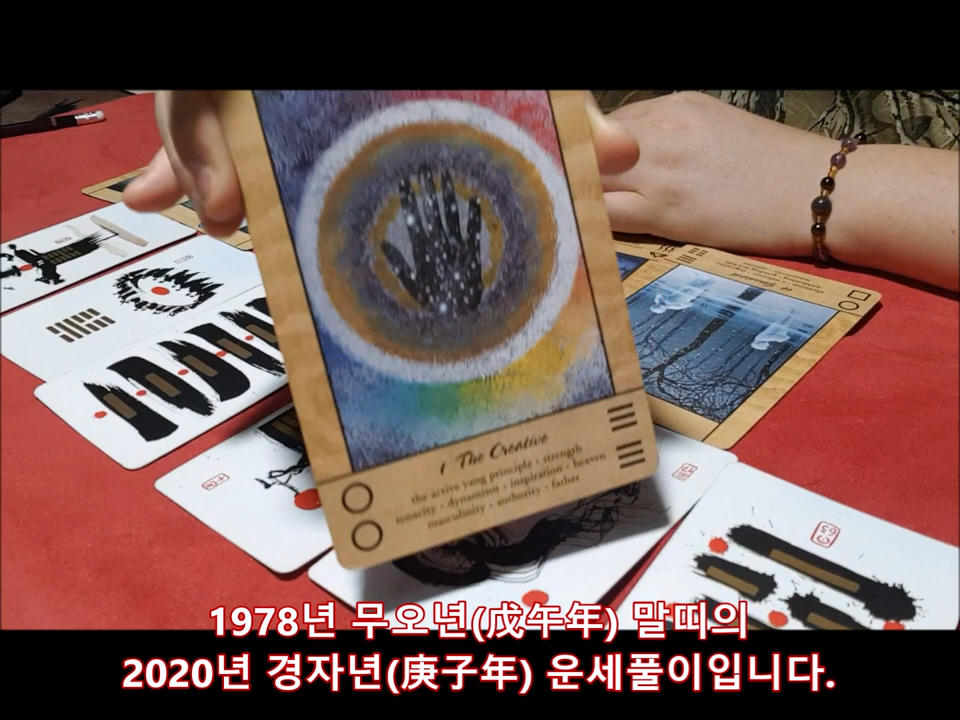 1 The Creative
the active yang principle • strength
tenacity • dynamism • inspiration • heaven
masculinity • authority • father
1978년 무오년(戊午年) 말띠의
2020년 경자년(庚子年) 운세풀이입니다.